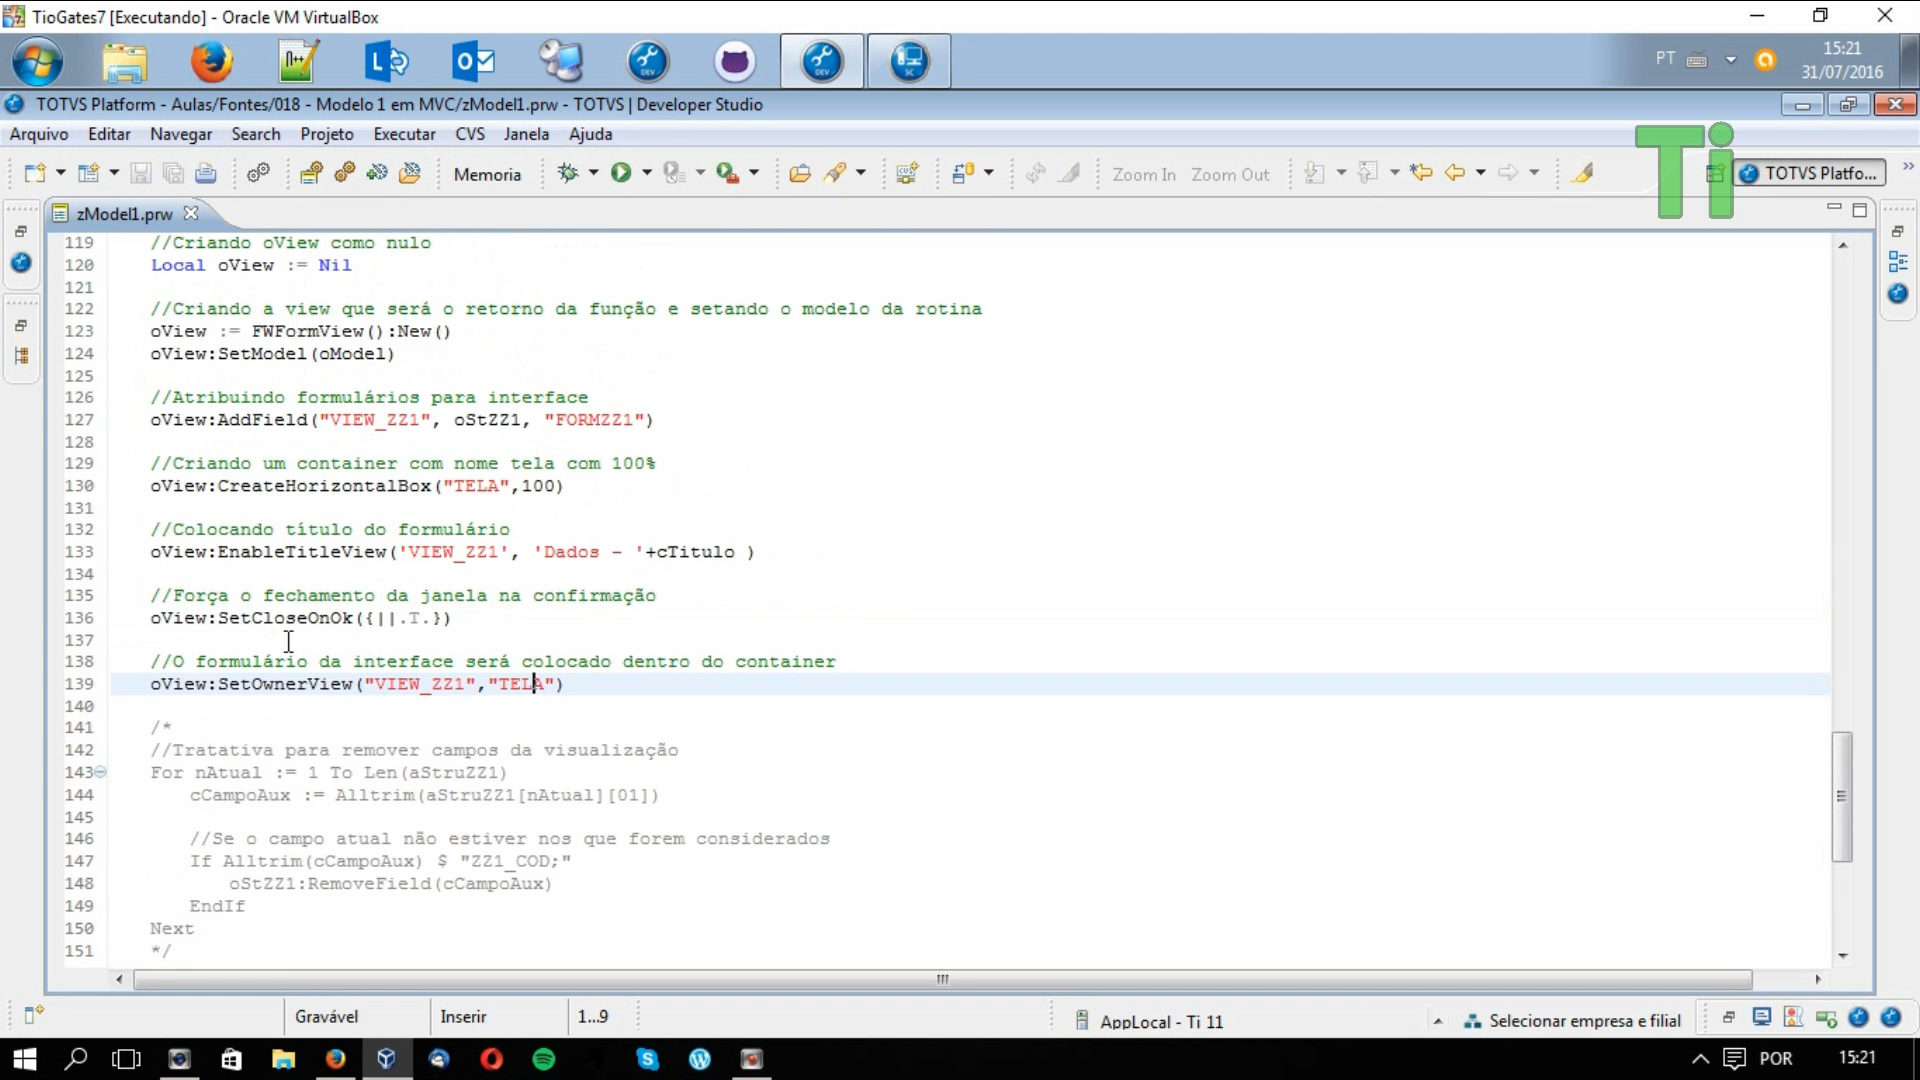 TioGates7 [Executando] - Oracle VM VirtualBox
PT
15:21
31/07/2016
TOTVS Platform - Aulas/Fontes/018 - Modelo 1 em MVC/zModel1.prw - TOTVS | Developer Studio
Arquivo Editar Navegar Search Projeto Executar CVS Janela Ajuda
Memoria
Zoom In Zoom Out
Ti
TOTVS Platfo...
zModel1.prw
119 //Criando oView como nulo
120 Local oView := Nil
121
122 //Criando a view que será o retorno da função e setando o modelo da rotina
123 oView := FWFormView():New()
124 oView:SetModel(oModel)
125
126 //Atribuindo formulários para interface
127 oView:AddField("VIEW_ZZ1", oStZZ1, "FORMZZ1")
128
129 //Criando um container com nome tela com 100%
130 oView:CreateHorizontalBox("TELA",100)
131
132 //Colocando título do formulário
133 oView:EnableTitleView('VIEW_ZZ1', 'Dados - '+cTitulo )
134
135 //Força o fechamento da janela na confirmação
136 oView:SetCloseOnOk({||.T.})
137
138 //O formulário da interface será colocado dentro do container
139 oView:SetOwnerView("VIEW_ZZ1","TELA")
140
141 /*
142 //Tratativa para remover campos da visualização
143 For nAtual := 1 To Len(aStruZZ1)
144 cCampoAux := Alltrim(aStruZZ1[nAtual][01])
145
146 //Se o campo atual não estiver nos que forem considerados
147 If Alltrim(cCampoAux) $ "ZZ1_COD;"
148 oStZZ1:RemoveField(cCampoAux)
149 EndIf
150 Next
151 */
Gravável Inserir 1...9 AppLocal - Ti 11 Selecionar empresa e filial
POR 15:21